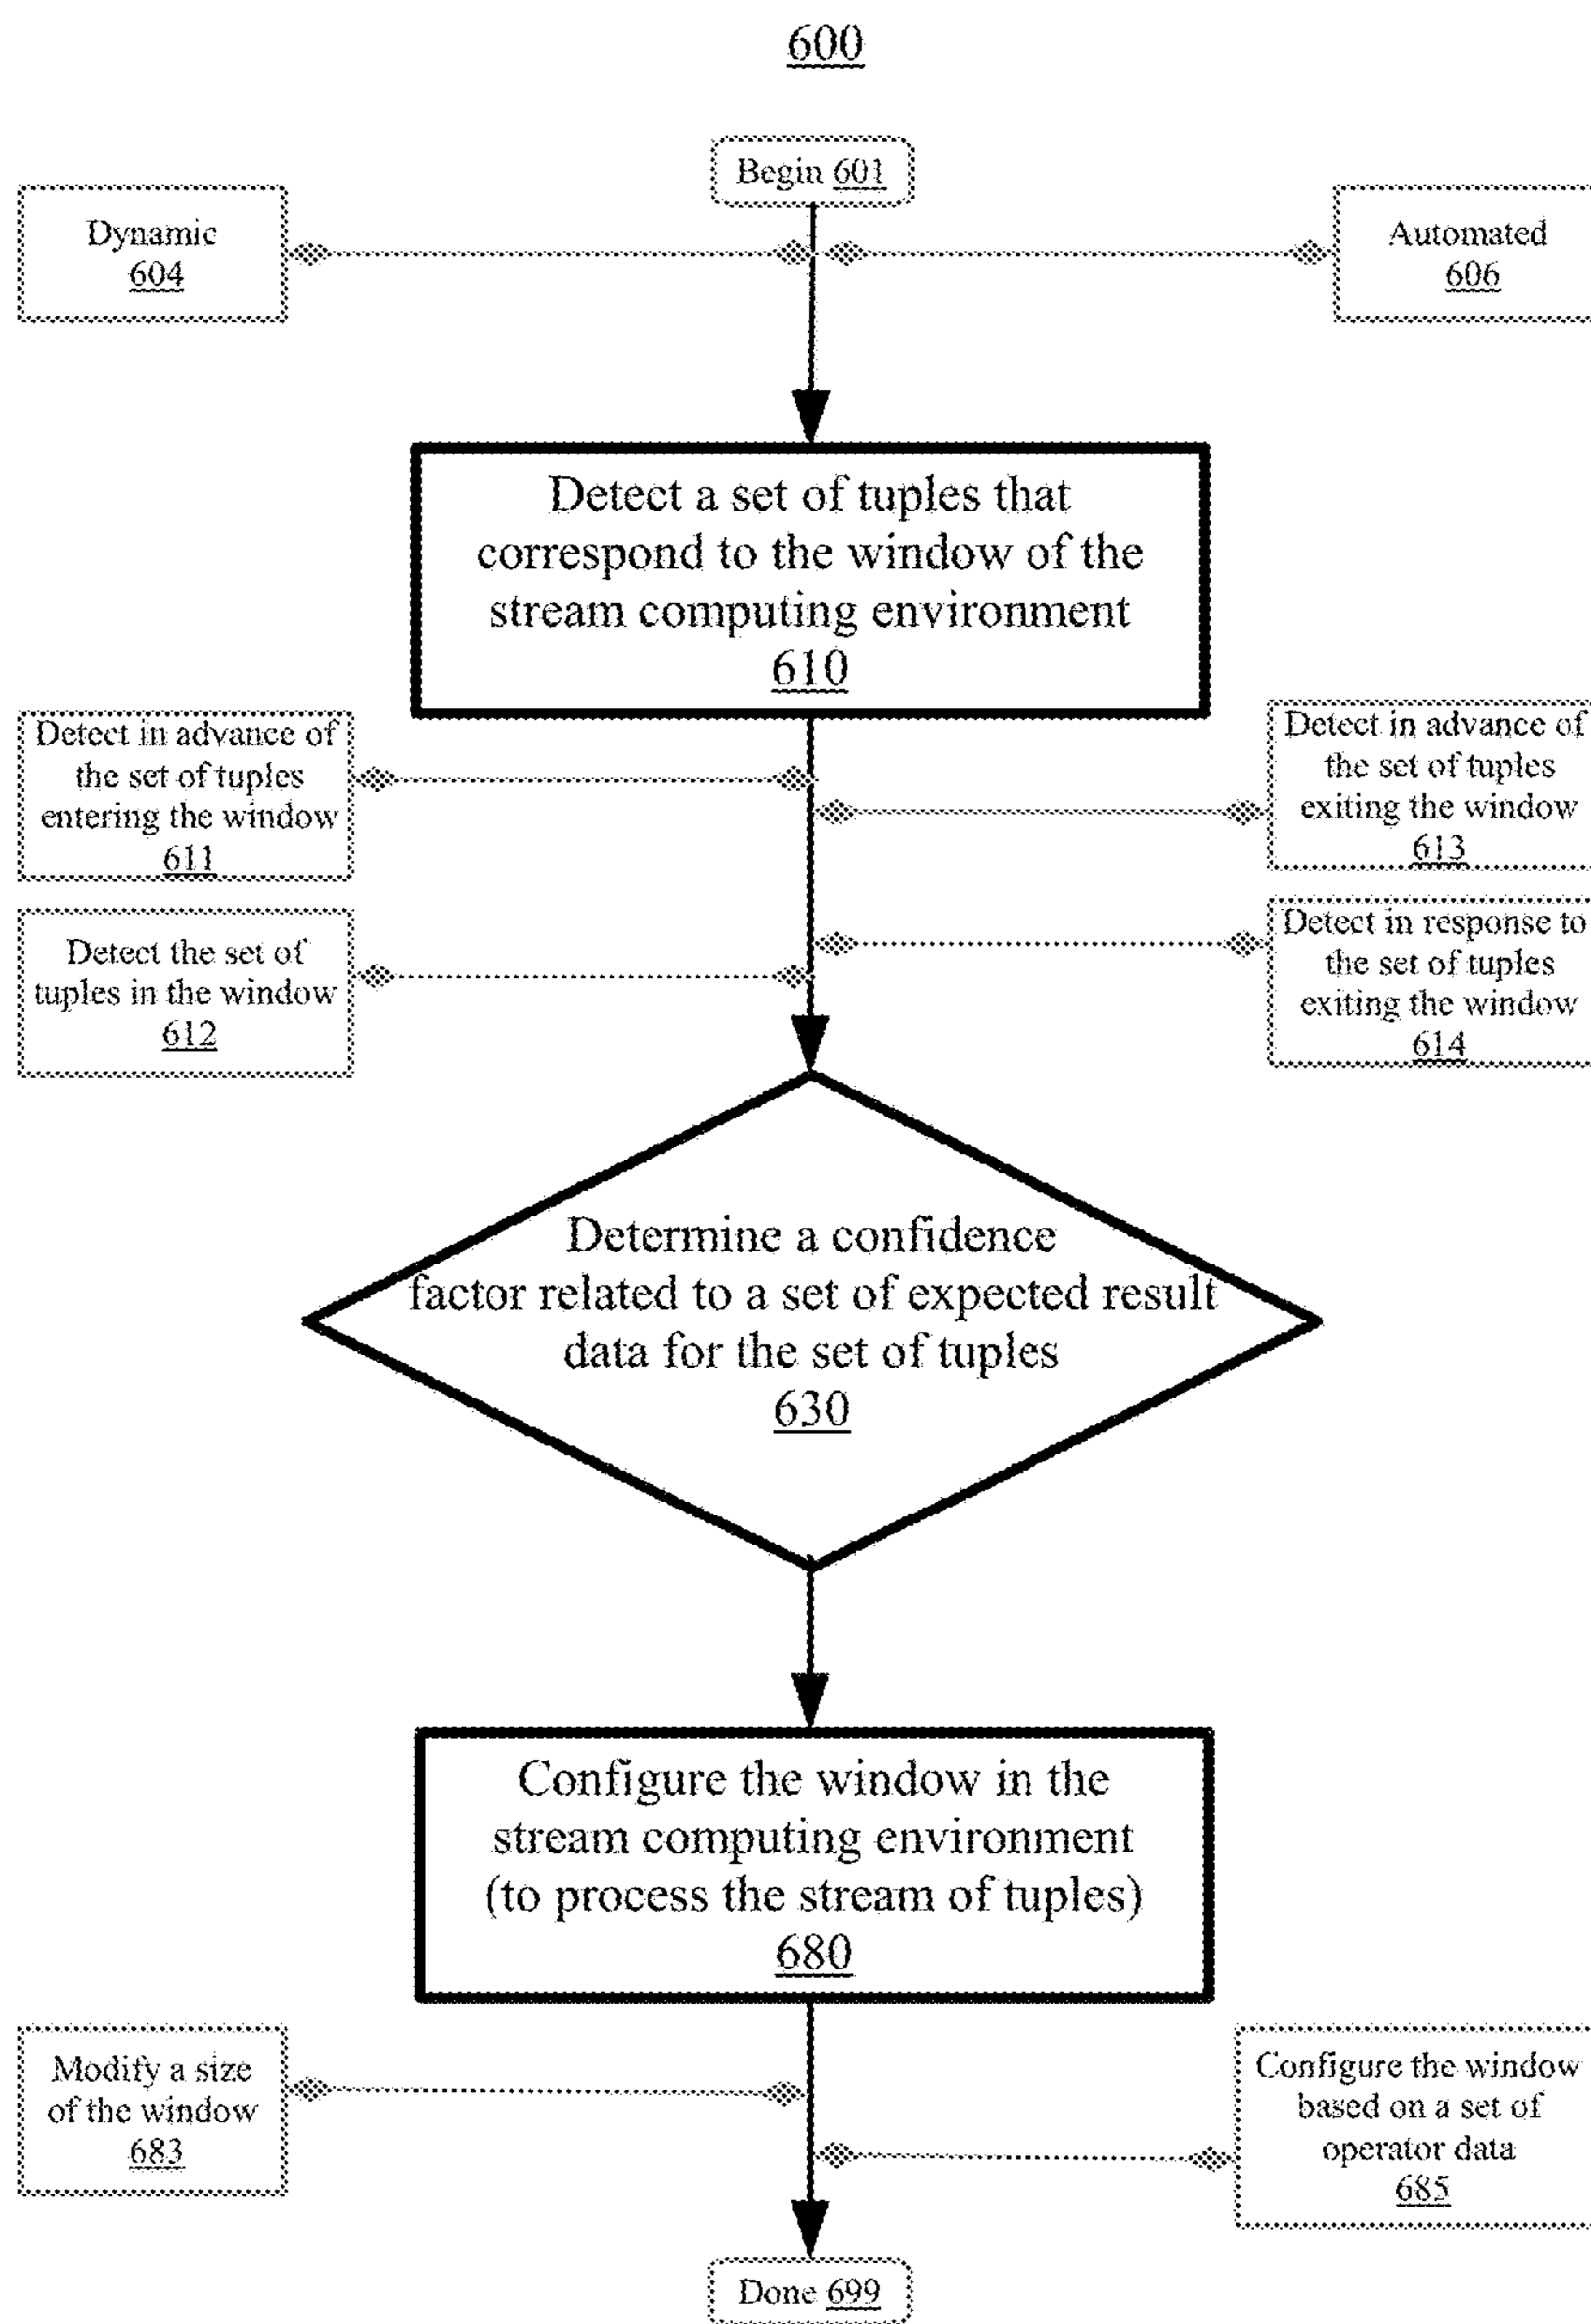 600
Begin 601
Dynamic
604
Automated
606
Detect a set of tuples that
correspond to the window of the
stream computing environment
610
Detect in advance of
the set of tuples
entering the window
611
Detect in advance of
the set of tuples
exiting the window
613
Detect the set of
tuples in the window
612
Detect in response to
the set of tuples
exiting the window
614
Determine a confidence
factor related to a set of expected result
data for the set of tuples
630
Configure the window in the
stream computing environment
(to process the stream of tuples)
680
Modify a size
of the window
683
Configure the window
based on a set of
operator data
685
Done 699